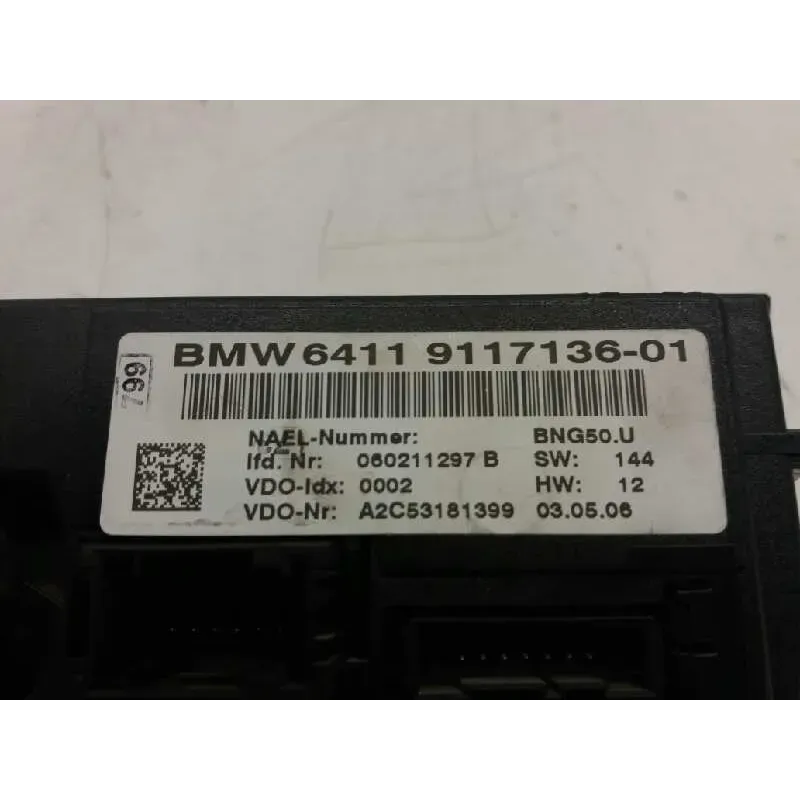 BMW 6411 9117136-01
667
NAEL-Nummer: BNG50.U
lfd. Nr: 060211297 B SW: 144
VDO-Idx: 0002 HW: 12
VDO-Nr: A2C53181399 03.05.06